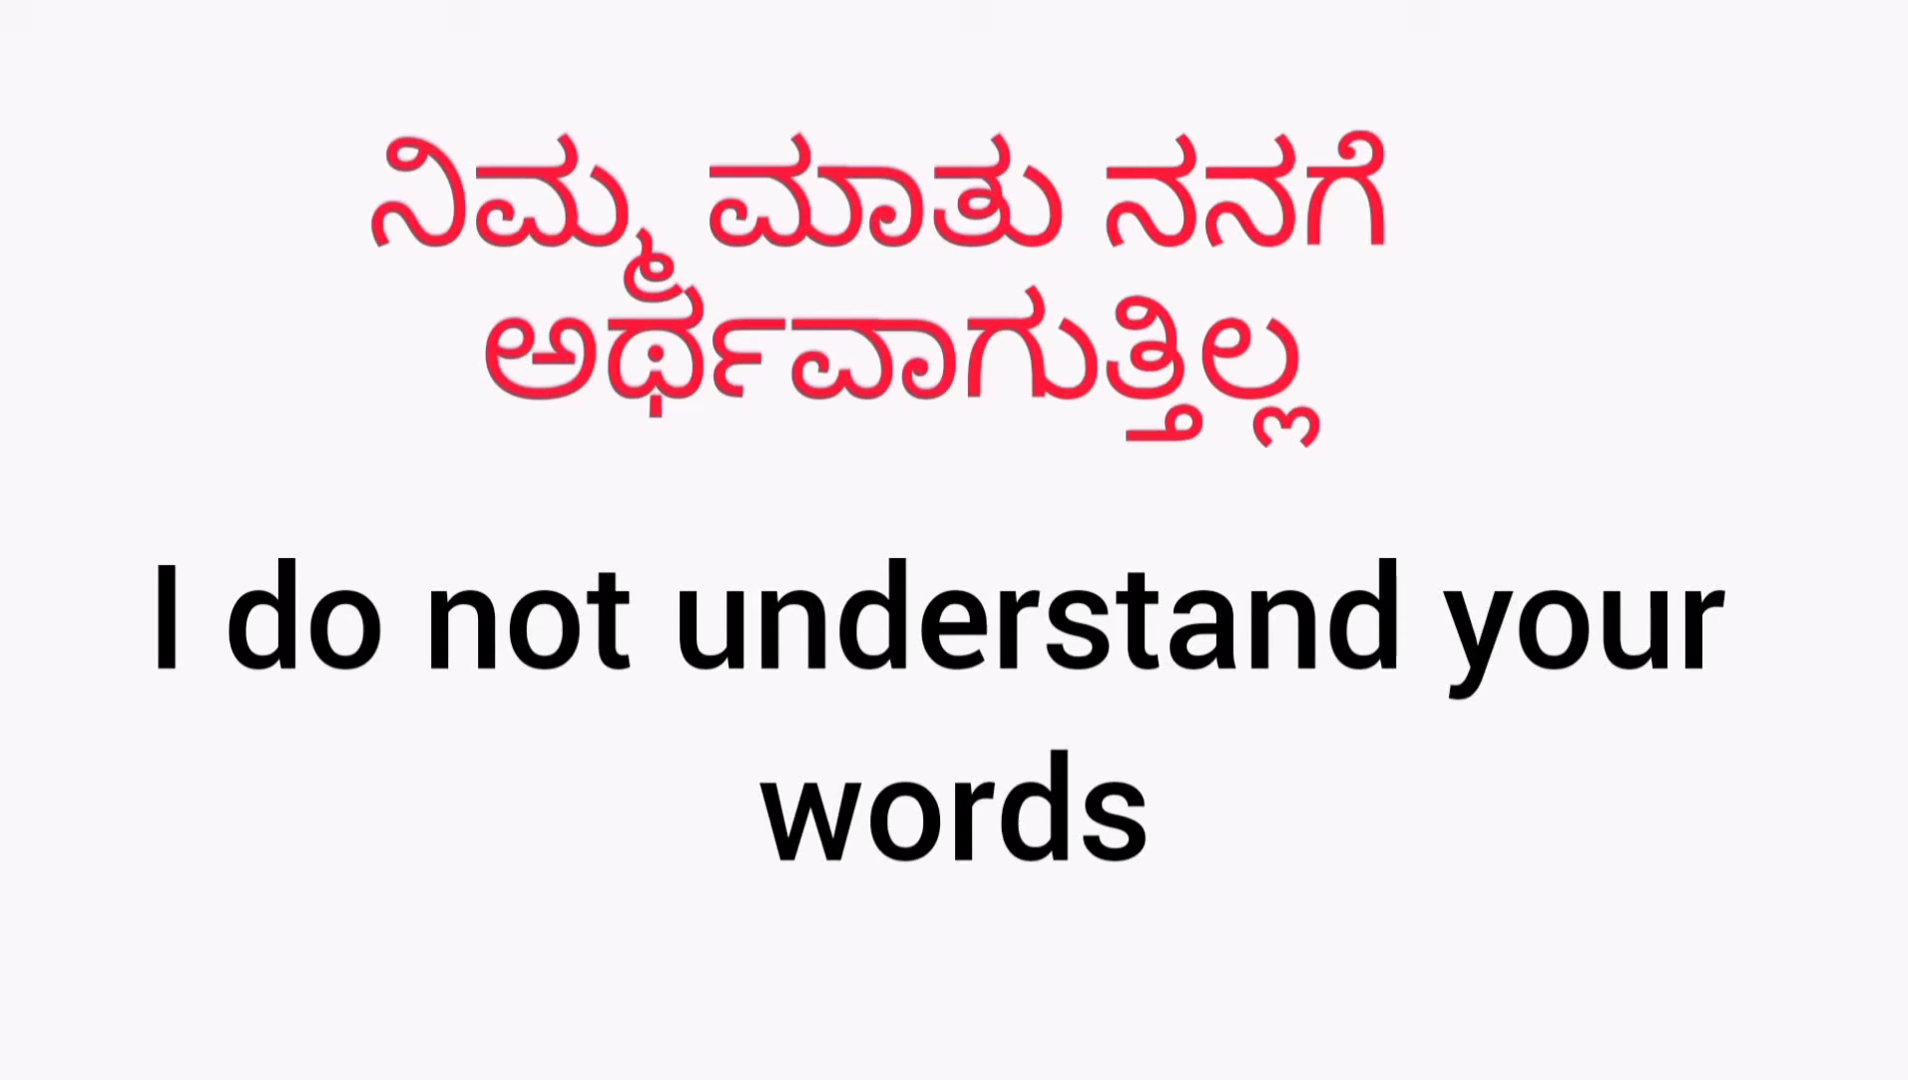 ನಿಮ್ಮ ಮಾತು ನನಗೆ
ಅರ್ಥವಾಗುತ್ತಿಲ್ಲ
I do not understand your
words